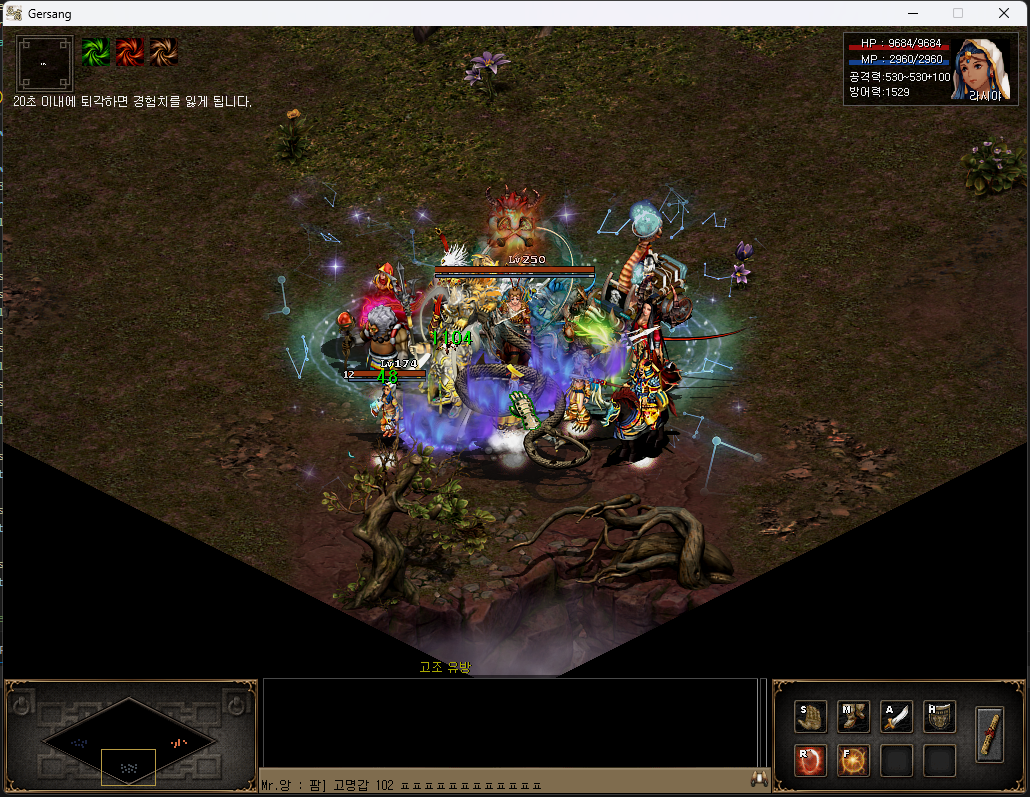 Gersang
HP : 9684/9684
MP : 2960/2960
공격력:530~530+100
방어력:1529
라시아
20초 이내에 퇴각하면 경험치를 잃게 됩니다.
Lv250
1104
Lv174
12
48
고조 유방
S
M
A
H
R
F
Mr.양 : 팜] 고명갑 102 ㅍㅍㅍㅍㅍㅍㅍㅍㅍㅍㅍㅍ